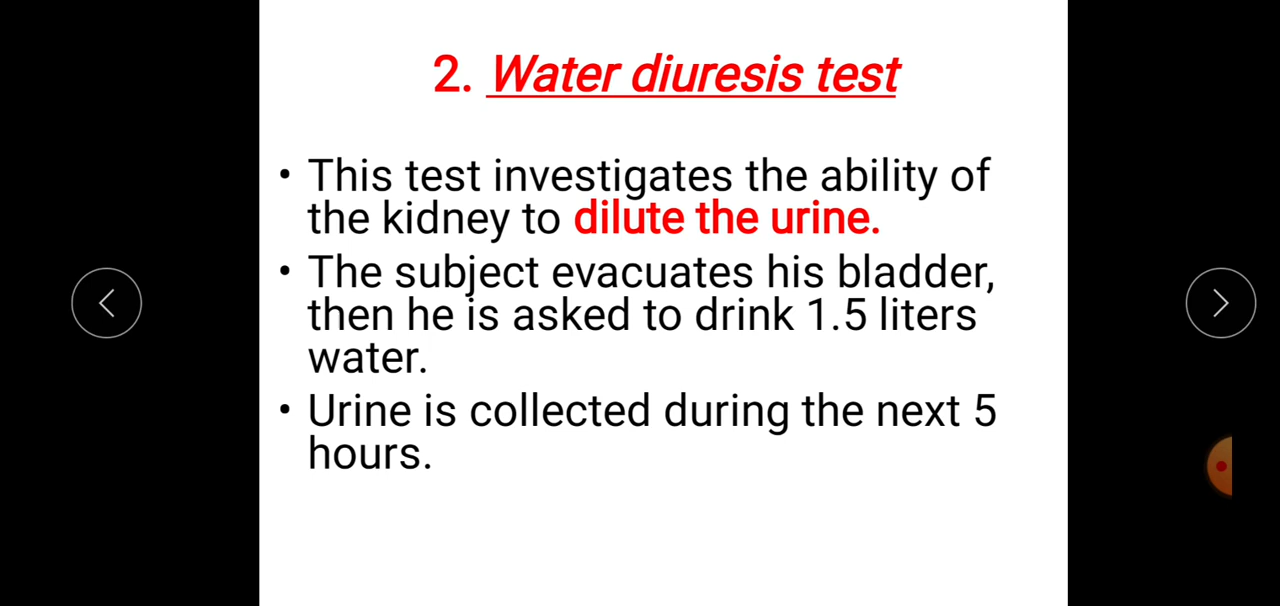 2. Water diuresis test
• This test investigates the ability of
the kidney to dilute the urine.
• The subject evacuates his bladder,
then he is asked to drink 1.5 liters
water.
• Urine is collected during the next 5
hours.